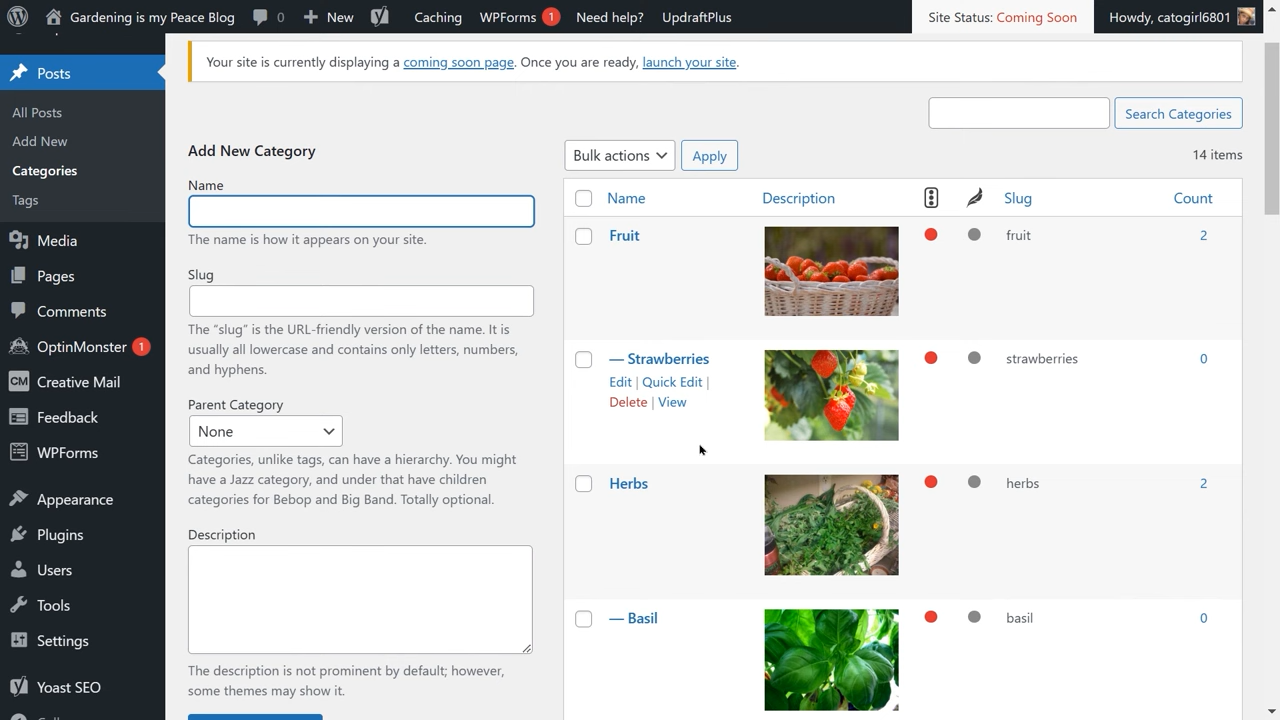 Gardening is my Peace Blog 0 New Caching WPForms 1 Need help? UpdraftPlus Site Status: Coming Soon Howdy, catogirl6801
Posts
All Posts
Add New
Categories
Tags
Media
Pages
Comments
OptinMonster 1
CM Creative Mail
Feedback
WPForms
Appearance
Plugins
Users
Tools
Settings
Yoast SEO
Your site is currently displaying a coming soon page. Once you are ready, launch your site.
Search Categories
Add New Category
Name
The name is how it appears on your site.
Slug
The “slug” is the URL-friendly version of the name. It is
usually all lowercase and contains only letters, numbers,
and hyphens.
Parent Category
None
Categories, unlike tags, can have a hierarchy. You might
have a Jazz category, and under that have children
categories for Bebop and Big Band. Totally optional.
Description
The description is not prominent by default; however,
some themes may show it.
Bulk actions Apply 14 items
Name Description Slug Count
Fruit fruit 2
— Strawberries strawberries 0
Edit | Quick Edit |
Delete | View
Herbs herbs 2
— Basil basil 0